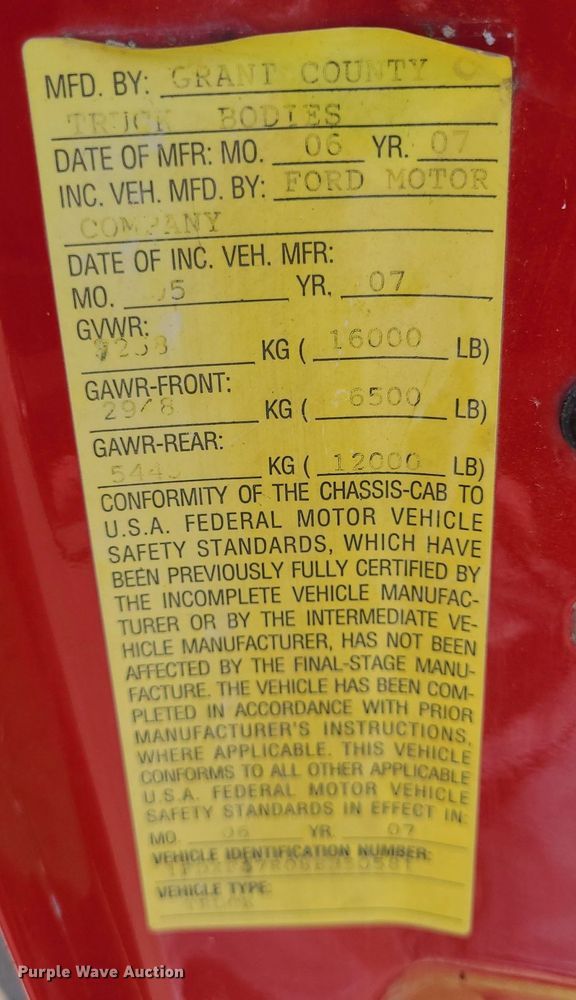 MFD. BY: GRANT COUNTY CO
TRUCK BODIES
DATE OF MFR: MO. 06 YR. 07
INC. VEH. MFD. BY: FORD MOTOR
COMPANY
DATE OF INC. VEH. MFR:
MO. 5 YR. 07
GVWR:
KG ( 16000 LB)
GAWR-FRONT:
KG ( 6500 LB)
GAWR-REAR:
KG ( 12000 LB)
CONFORMITY OF THE CHASSIS-CAB TO
U.S.A. FEDERAL MOTOR VEHICLE
SAFETY STANDARDS, WHICH HAVE
BEEN PREVIOUSLY FULLY CERTIFIED BY
THE INCOMPLETE VEHICLE MANUFAC-
TURER OR BY THE INTERMEDIATE VE-
HICLE MANUFACTURER, HAS NOT BEEN
AFFECTED BY THE FINAL-STAGE MANU-
FACTURE. THE VEHICLE HAS BEEN COM-
PLETED IN ACCORDANCE WITH PRIOR
MANUFACTURER'S INSTRUCTIONS,
WHERE APPLICABLE. THIS VEHICLE
CONFORMS TO ALL OTHER APPLICABLE
U.S.A. FEDERAL MOTOR VEHICLE
SAFETY STANDARDS IN EFFECT IN:
MO. 06 YR. 07
VEHICLE IDENTIFICATION NUMBER:
VEHICLE TYPE:
TRUCK
Purple Wave Auction